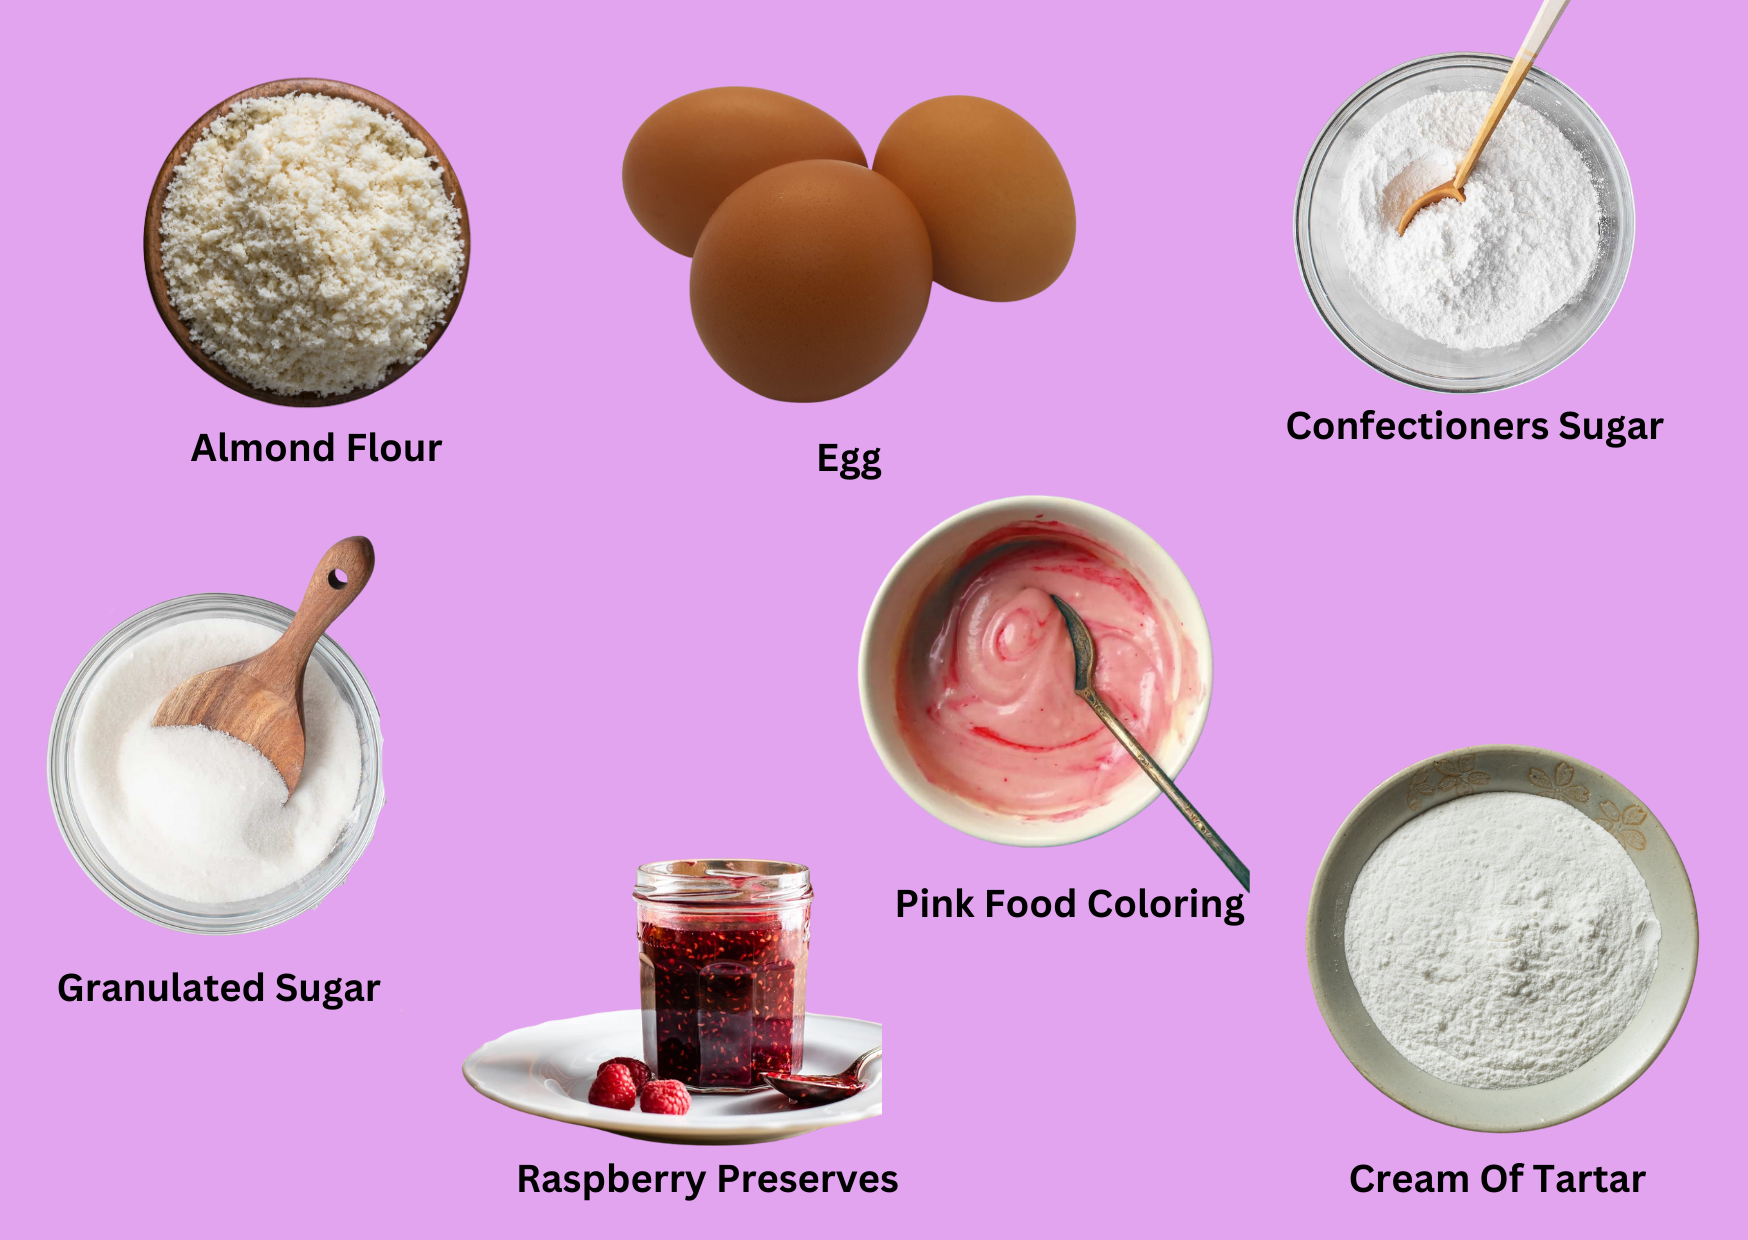 Almond Flour
Egg
Confectioners Sugar
Granulated Sugar
Pink Food Coloring
Raspberry Preserves
Cream Of Tartar